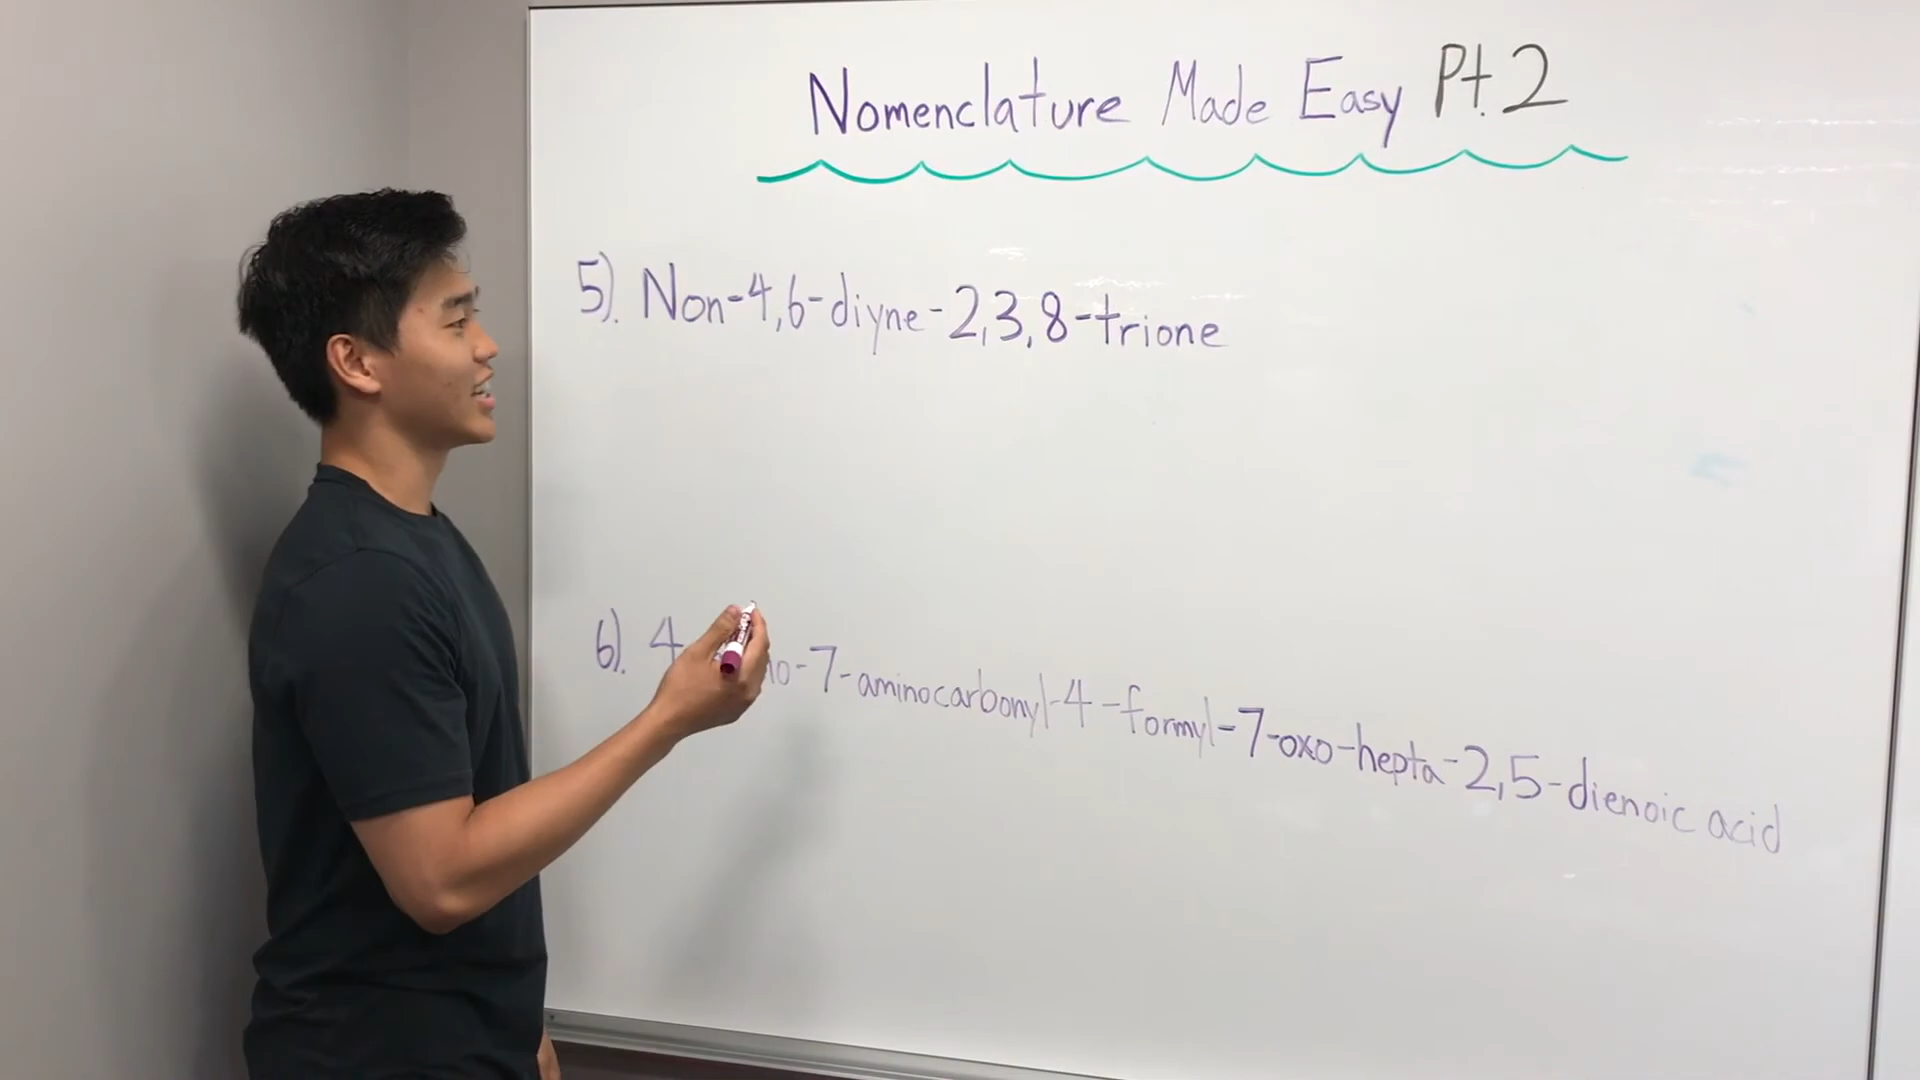 Nomenclature Made Easy Pt. 2
5). Non-4,6-diyne-2,3,8-trione
6). 4 -7-aminocarbonyl-4-formyl-7-oxo-hepta-2,5-dienoic acid